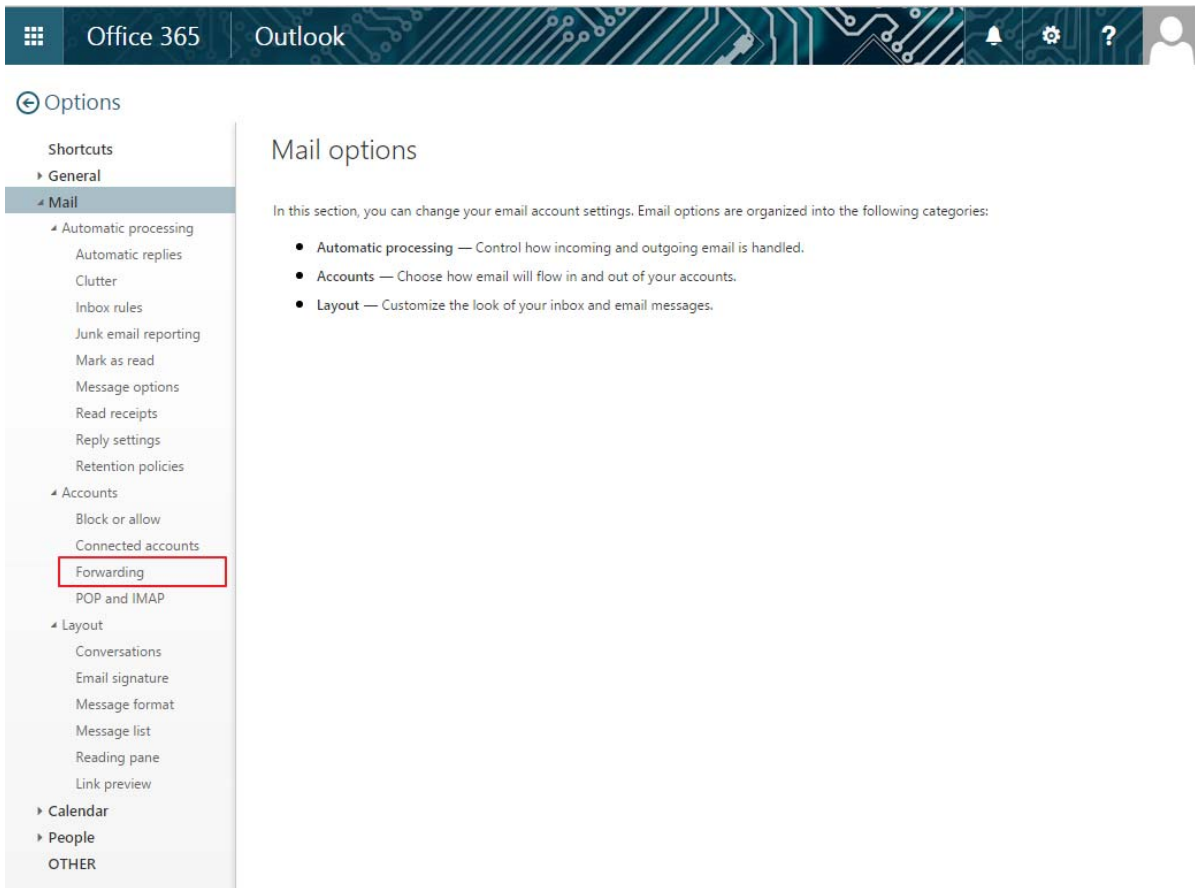 Office 365
Outlook
?
Options
Shortcuts
General
Mail
Automatic processing
Automatic replies
Clutter
Inbox rules
Junk email reporting
Mark as read
Message options
Read receipts
Reply settings
Retention policies
Accounts
Block or allow
Connected accounts
Forwarding
POP and IMAP
Layout
Conversations
Email signature
Message format
Message list
Reading pane
Link preview
Calendar
People
OTHER
Mail options
In this section, you can change your email account settings. Email options are organized into the following categories:
• Automatic processing — Control how incoming and outgoing email is handled.
• Accounts — Choose how email will flow in and out of your accounts.
• Layout — Customize the look of your inbox and email messages.